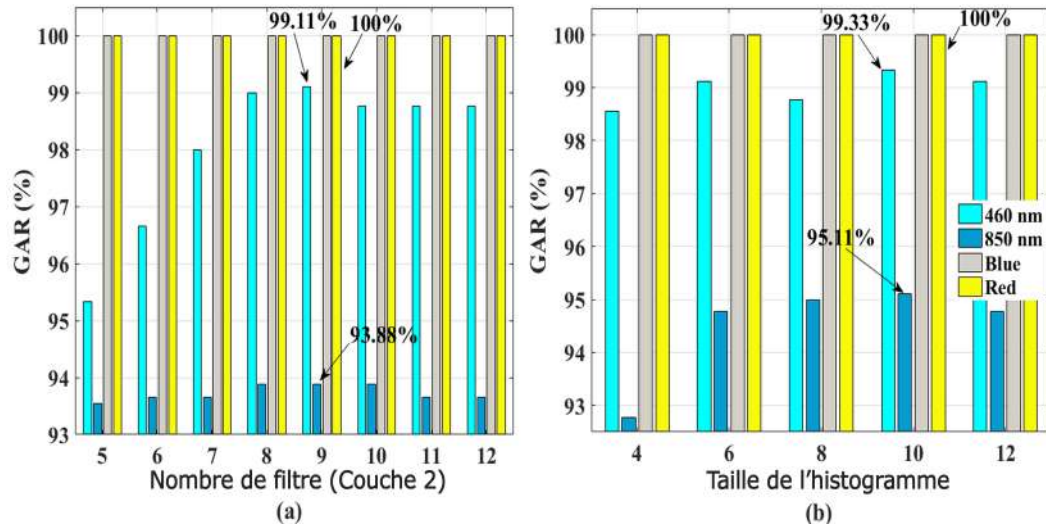 99.11%
100%
100
99
98
97
96
95
94
93
GAR (%)
93.88%
5 6 7 8 9 10 11 12
Nombre de filtre (Couche 2)
(a)
99.33%
100%
100
99
98
97
96
95
94
93
GAR (%)
95.11%
460 nm
850 nm
Blue
Red
4 6 8 10 12
Taille de l'histogramme
(b)